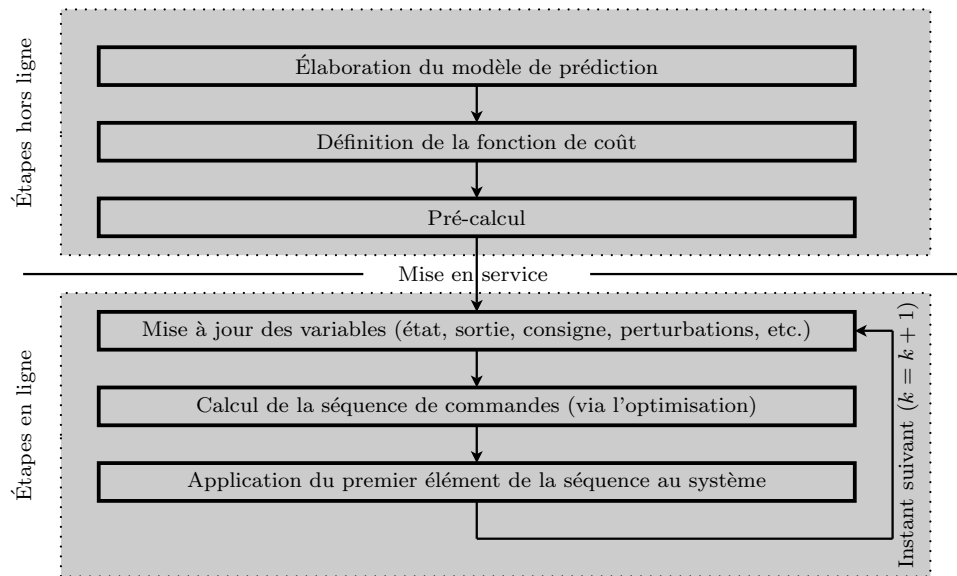 Étapes hors ligne
Élaboration du modèle de prédiction
Définition de la fonction de coût
Pré-calcul
Mise en service
Étapes en ligne
Mise à jour des variables (état, sortie, consigne, perturbations, etc.)
Calcul de la séquence de commandes (via l'optimisation)
Application du premier élément de la séquence au système
Instant suivant (k = k + 1)